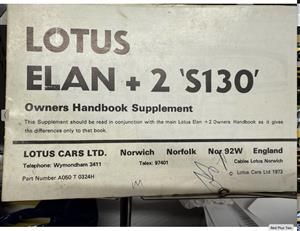 LOTUS
ELAN + 2 'S130'
Owners Handbook Supplement
This Supplement should be read in conjunction with the main Lotus Elan +2 Owners Handbook as it gives
the differences only to that book.
LOTUS CARS LTD. Norwich Norfolk Nor 92W England
Telephone: Wymondham 3411 Telex: 97401 Cables Lotus Norwich
Part Number A050 T 0324H © Lotus Cars Ltd 1973